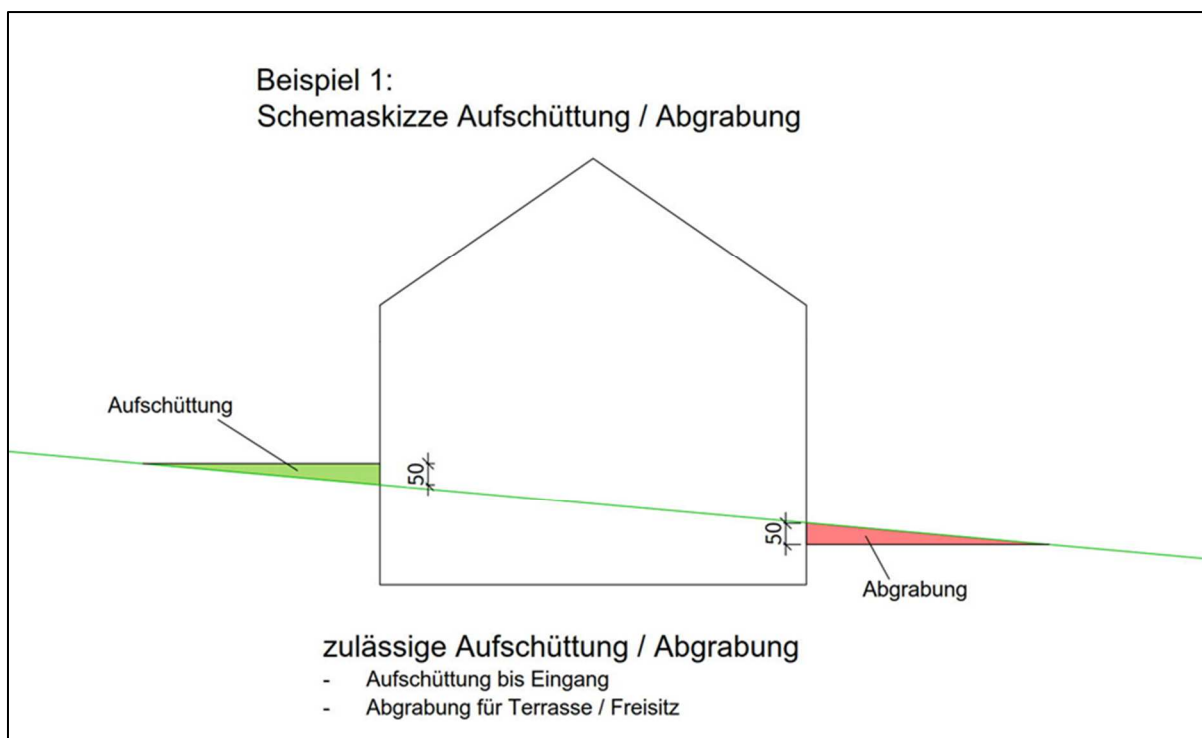 Beispiel 1:
Schemaskizze Aufschüttung / Abgrabung
Aufschüttung
50
50
Abgrabung
zulässige Aufschüttung / Abgrabung
- Aufschüttung bis Eingang
- Abgrabung für Terrasse / Freisitz